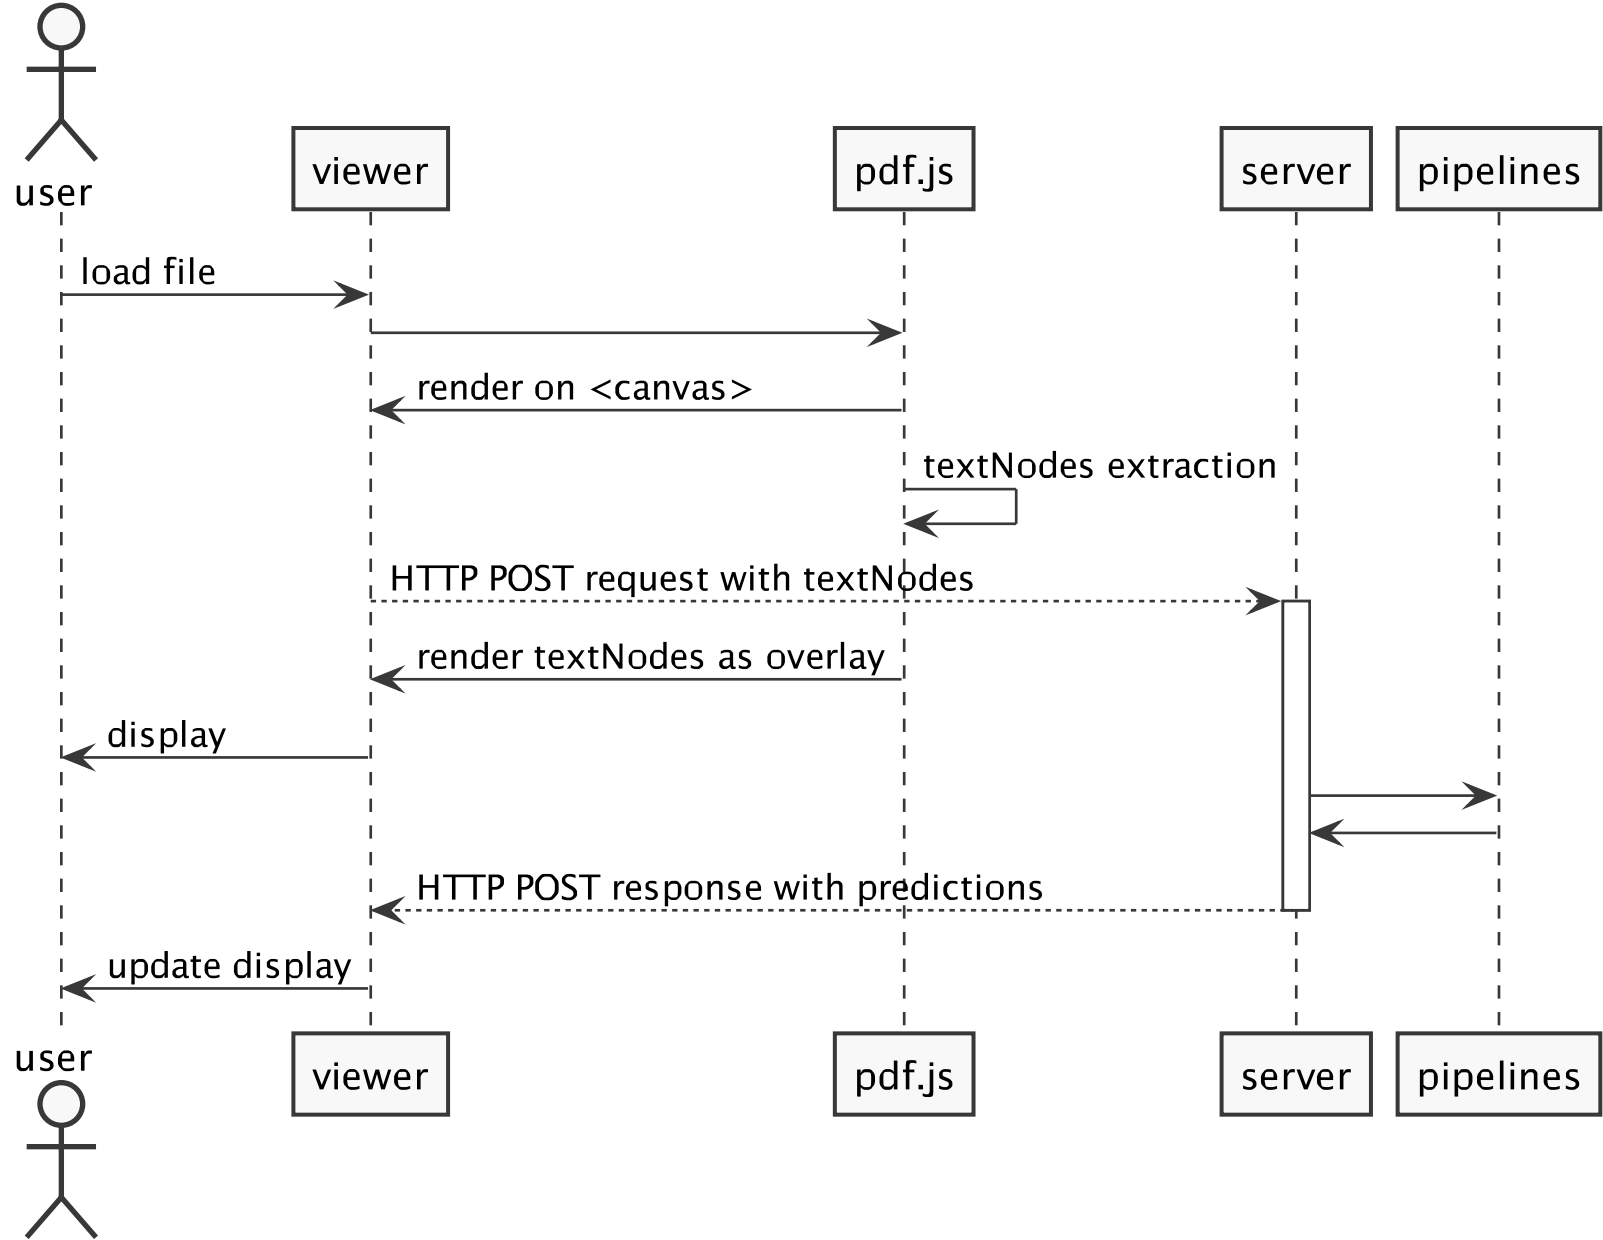 user
viewer
pdf.js
server
pipelines
load file
render on <canvas>
textNodes extraction
HTTP POST request with textNodes
render textNodes as overlay
display
HTTP POST response with predictions
update display
user
viewer
pdf.js
server
pipelines